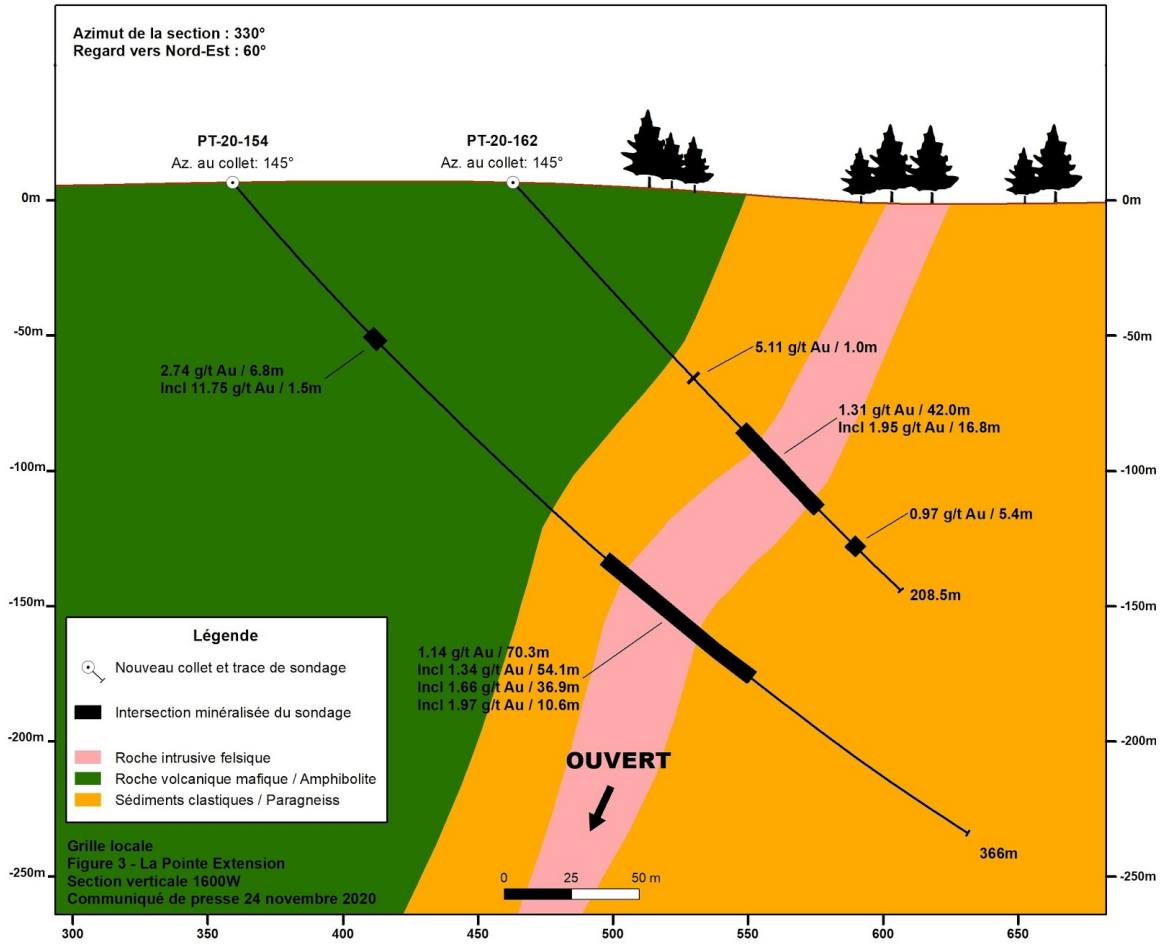 Azimut de la section : 330°
Regard vers Nord-Est : 60°
PT-20-154
Az. au collet: 145°
PT-20-162
Az. au collet: 145°
0m
0m
-50m
-50m
5.11 g/t Au / 1.0m
2.74 g/t Au / 6.8m
Incl 11.75 g/t Au / 1.5m
1.31 g/t Au / 42.0m
Incl 1.95 g/t Au / 16.8m
-100m
-100m
0.97 g/t Au / 5.4m
208.5m
-150m
-150m
Légende
Nouveau collet et trace de sondage
Intersection minéralisée du sondage
Roche intrusive felsique
Roche volcanique mafique / Amphibolite
Sédiments clastiques / Paragneiss
1.14 g/t Au / 70.3m
Incl 1.34 g/t Au / 54.1m
Incl 1.66 g/t Au / 36.9m
Incl 1.97 g/t Au / 10.6m
-200m
-200m
OUVERT
366m
Grille locale
Figure 3 - La Pointe Extension
Section verticale 1600W
Communiqué de presse 24 novembre 2020
-250m
-250m
0 25 50 m
300 350 400 450 500 550 600 650